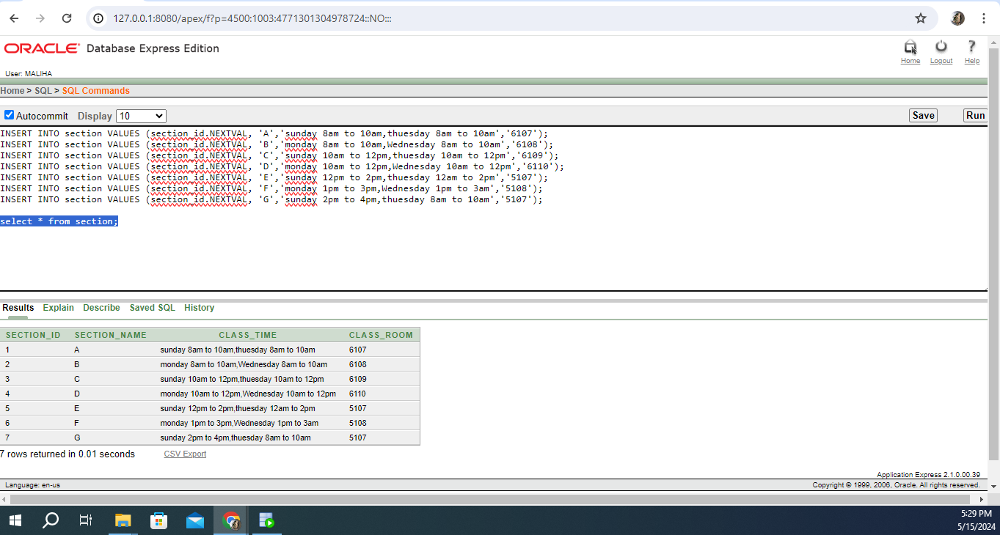 127.0.0.1:8080/apex/f?p=4500:1003:4771301304978724::NO:::
ORACLE Database Express Edition
Home Logout Help
User: MALIHA
Home > SQL > SQL Commands
Autocommit Display 10 Save Run
INSERT INTO section VALUES (section_id.NEXTVAL, 'A','sunday 8am to 10am,thuesday 8am to 10am','6107');
INSERT INTO section VALUES (section_id.NEXTVAL, 'B','monday 8am to 10am,Wednesday 8am to 10am','6108');
INSERT INTO section VALUES (section_id.NEXTVAL, 'C','sunday 10am to 12pm,thuesday 10am to 12pm','6109');
INSERT INTO section VALUES (section_id.NEXTVAL, 'D','monday 10am to 12pm,Wednesday 10am to 12pm','6110');
INSERT INTO section VALUES (section_id.NEXTVAL, 'E','sunday 12pm to 2pm,thuesday 12am to 2pm','5107');
INSERT INTO section VALUES (section_id.NEXTVAL, 'F','monday 1pm to 3pm,Wednesday 1pm to 3am','5108');
INSERT INTO section VALUES (section_id.NEXTVAL, 'G','sunday 2pm to 4pm,thuesday 8am to 10am','5107');
select * from section;
Results Explain Describe Saved SQL History
SECTION_ID SECTION_NAME CLASS_TIME CLASS_ROOM
1 A sunday 8am to 10am,thuesday 8am to 10am 6107
2 B monday 8am to 10am,Wednesday 8am to 10am 6108
3 C sunday 10am to 12pm,thuesday 10am to 12pm 6109
4 D monday 10am to 12pm,Wednesday 10am to 12pm 6110
5 E sunday 12pm to 2pm,thuesday 12am to 2pm 5107
6 F monday 1pm to 3pm,Wednesday 1pm to 3am 5108
7 G sunday 2pm to 4pm,thuesday 8am to 10am 5107
7 rows returned in 0.01 seconds CSV Export
Application Express 2.1.0.00.39
Language: en-us Copyright © 1999, 2006, Oracle. All rights reserved.
5:29 PM
5/15/2024